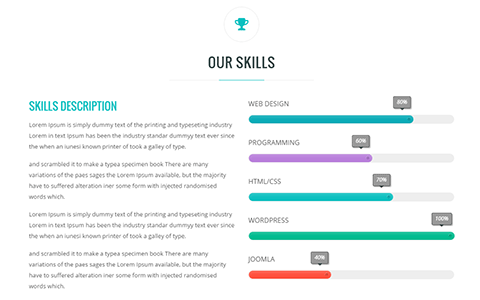 OUR SKILLS
SKILLS DESCRIPTION
Lorem in is simply dummy text of the printing and typeseting industry
Lorem in text Ipsum has been the industry standar dummyy text ever since
when an iunesi known printer of took a galley of type.
and scrambled it to make a typea specimen book There are many
variations of the paes sages the Lorem Ipsum available, but the majority
have to suffered alteration iner some form with injected randomised
words which.
Lorem in ipsum is simply dummy text of the printing and typeseting industry
Lorem in text Ipsum has been the industry standar dummyy text ever since
when an iunesi known printer of took a galley of type.
and scrambled it to make a typea specimen book There are many
variations of the paes sages the Lorem Ipsum available, but the majority
have to suffered alteration iner some form with injected randomised
words which.
WEB DESIGN
80%
PROGRAMMING
60%
HTML/CSS
70%
WORDPRESS
100%
JOOMLA
40%